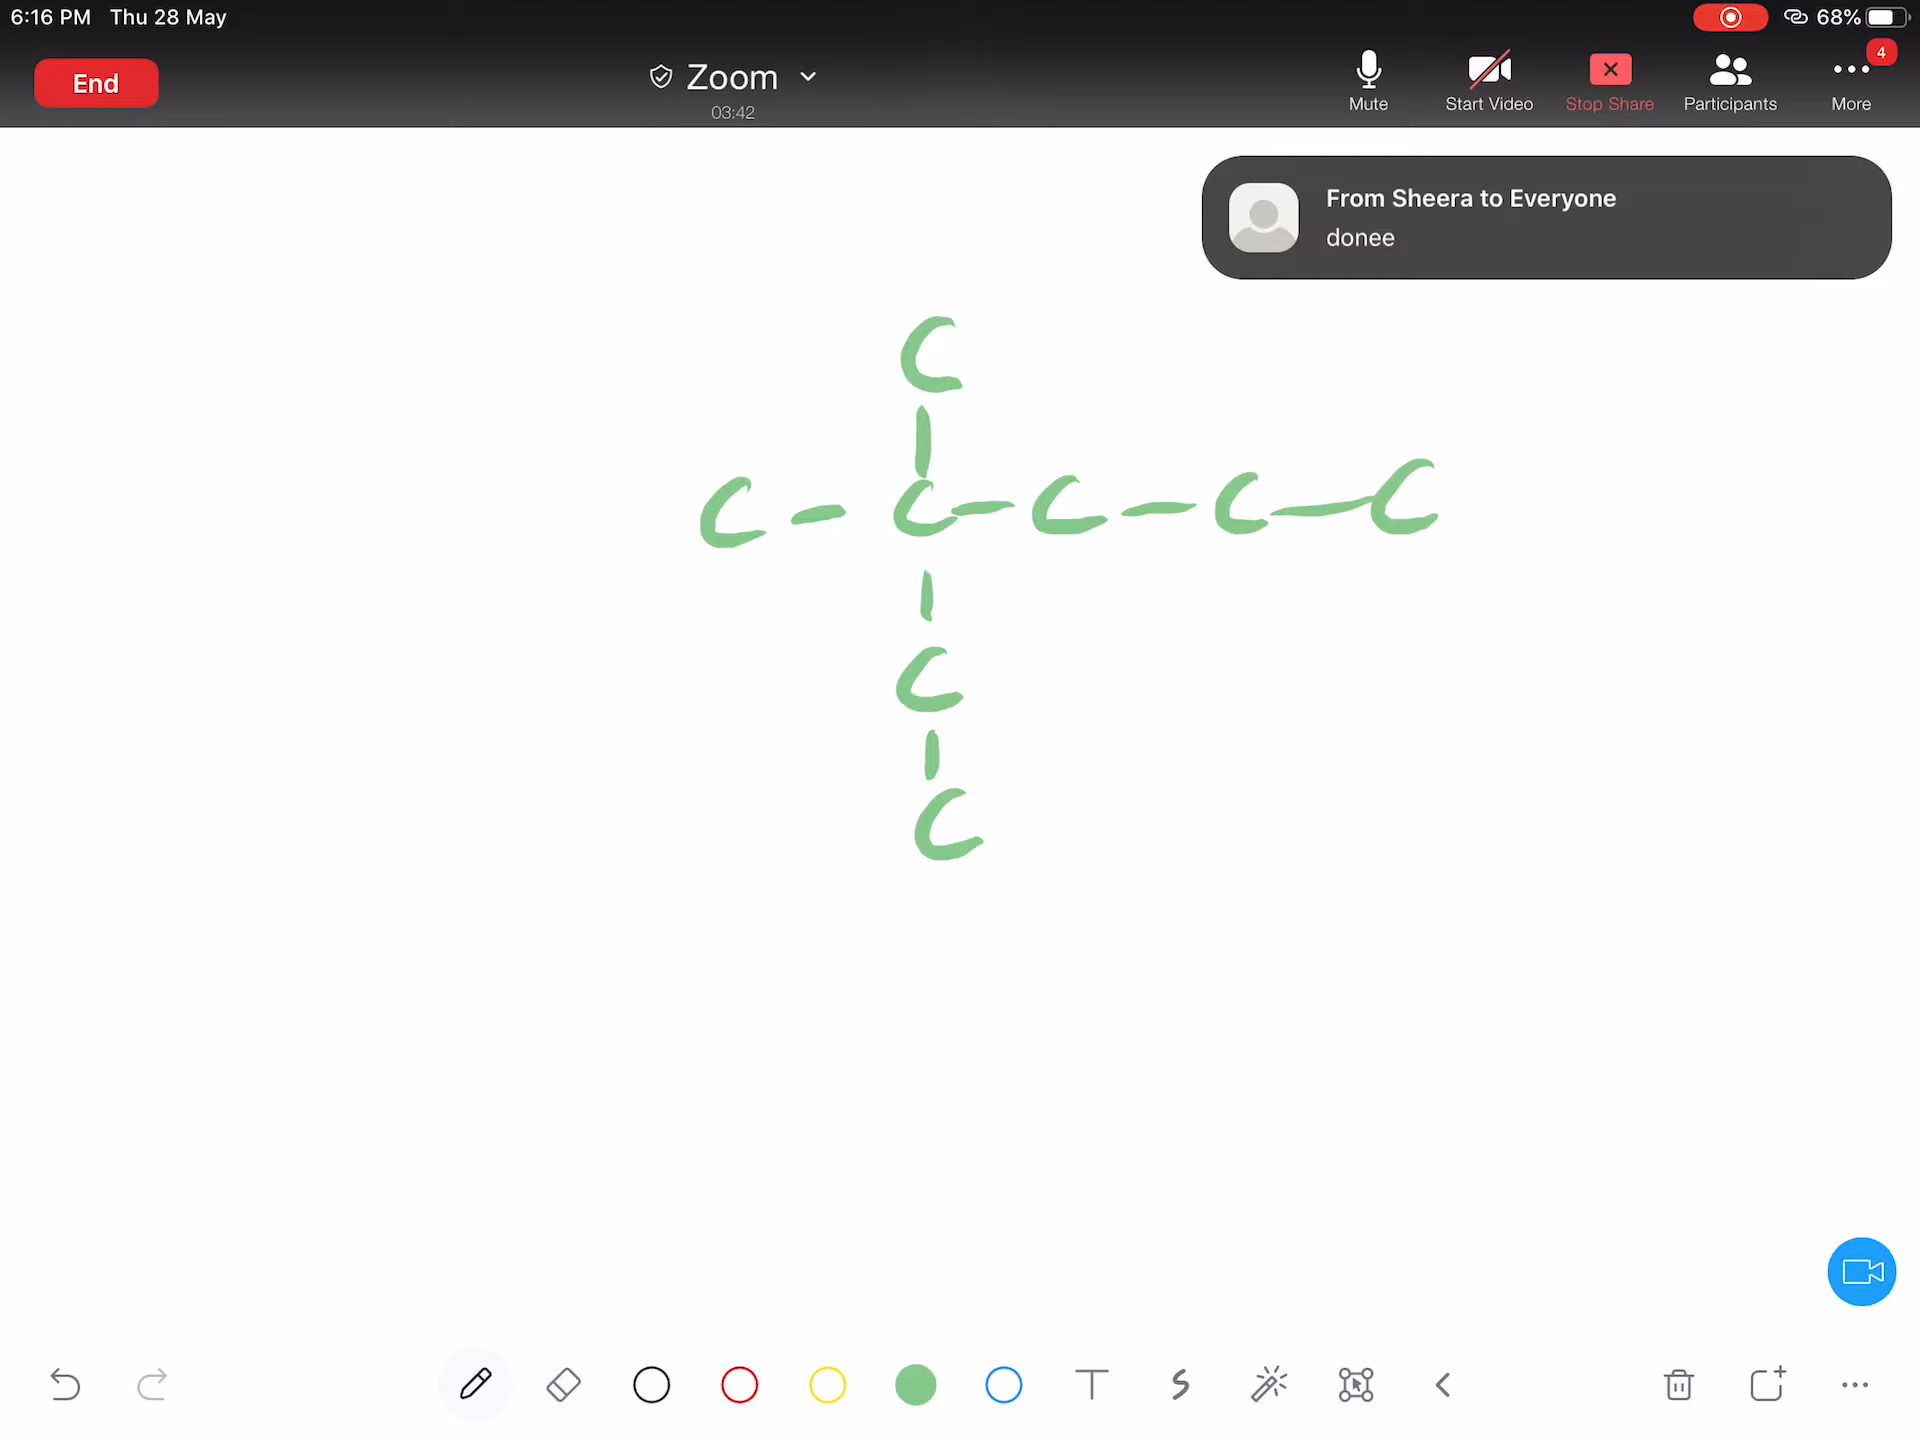 6:16 PM Thu 28 May
68%
End
Zoom
03:42
Mute
Start Video
Stop Share
Participants
More
4
From Sheera to Everyone
donee
C
C - C - C - C - C
C
C
T